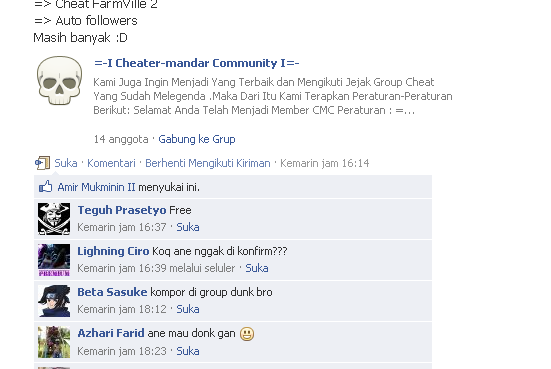 => Cheat FarmVille 2
=> Auto followers
Masih banyak :D
=-I Cheater-mandar Community I=-
Kami Juga Ingin Menjadi Yang Terbaik dan Mengikuti Jejak Group Cheat
Yang Sudah Melegenda .Maka Dari Itu Kami Terapkan Peraturan-Peraturan
Berikut: Selamat Anda Telah Menjadi Member CMC Peraturan : =...
14 anggota · Gabung ke Grup
Suka · Komentari · Berhenti Mengikuti Kiriman · Kemarin jam 16:14
Amir Mukminin II menyukai ini.
Teguh Prasetyo Free
Kemarin jam 16:37 · Suka
Lighning Ciro Koq ane nggak di konfirm???
PREMIUM
Kemarin jam 16:39 melalui seluler · Suka
Beta Sasuke kompor di group dunk bro
Kemarin jam 18:12 · Suka
Azhari Farid ane mau donk gan
Kemarin jam 18:23 · Suka